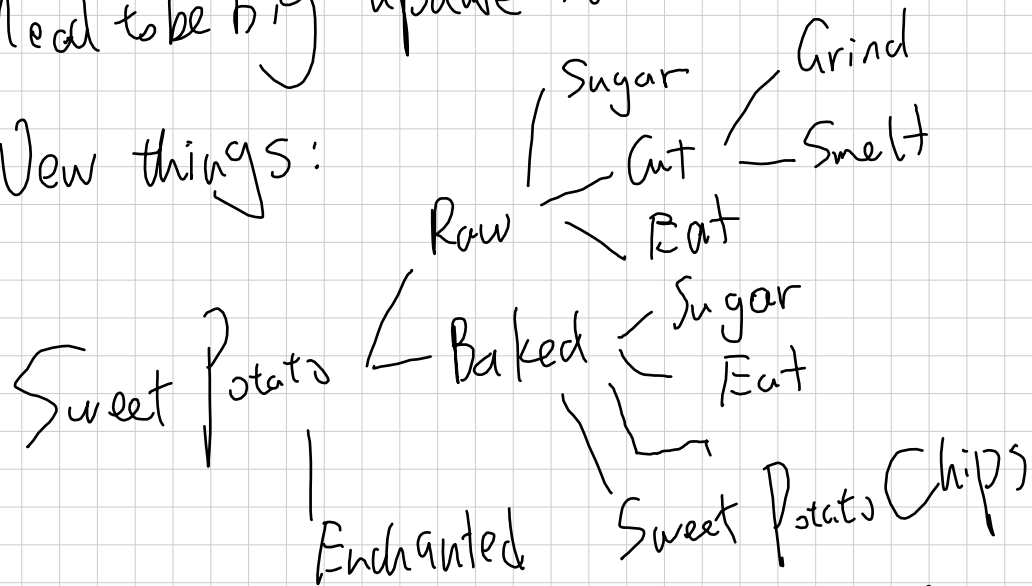 to be big update
Grind
Sugar
New things:
Cut
Smelt
Raw
Eat
Sugar
Baked
Eat
Sweet Potato
Sweet Potato Chips
Enchanted